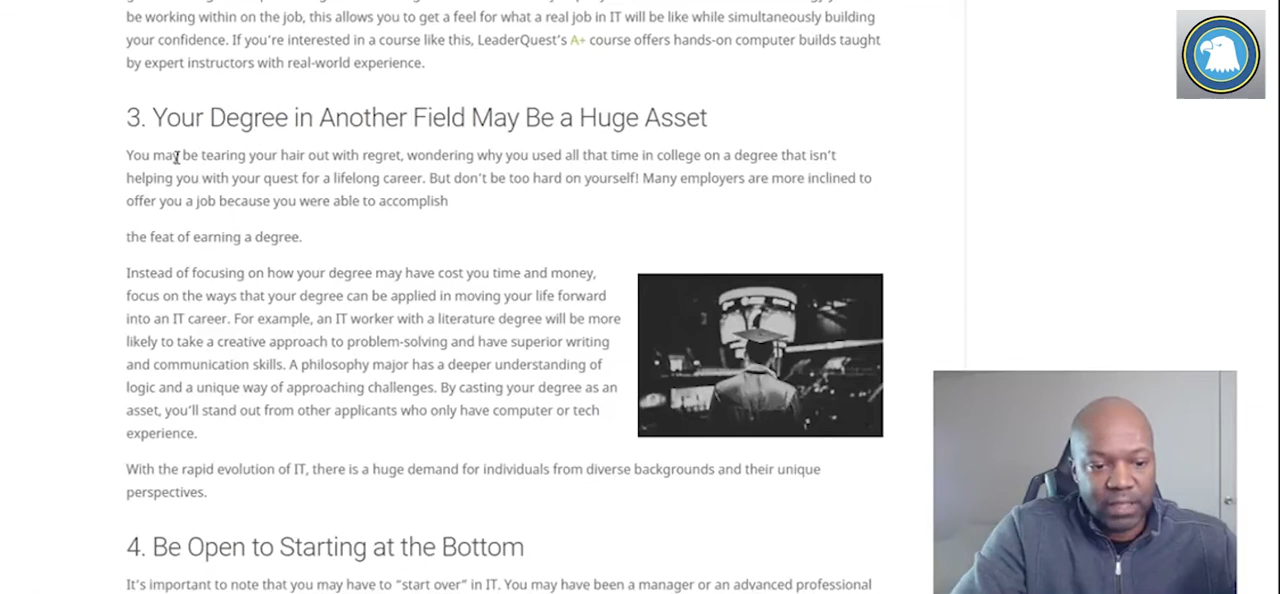 be working within on the job, this allows you to get a feel for what a real job in IT will be like while simultaneously building
your confidence. If you're interested in a course like this, LeaderQuest's A+ course offers hands-on computer builds taught
by expert instructors with real-world experience.
3. Your Degree in Another Field May Be a Huge Asset
You may be tearing your hair out with regret, wondering why you used all that time in college on a degree that isn't
helping you with your quest for a lifelong career. But don't be too hard on yourself! Many employers are more inclined to
offer you a job because you were able to accomplish
the feat of earning a degree.
Instead of focusing on how your degree may have cost you time and money,
focus on the ways that your degree can be applied in moving your life forward
into an IT career. For example, an IT worker with a literature degree will be more
likely to take a creative approach to problem-solving and have superior writing
and communication skills. A philosophy major has a deeper understanding of
logic and a unique way of approaching challenges. By casting your degree as an
asset, you'll stand out from other applicants who only have computer or tech
experience.
With the rapid evolution of IT, there is a huge demand for individuals from diverse backgrounds and their unique
perspectives.
4. Be Open to Starting at the Bottom
It's important to note that you may have to "start over" in IT. You may have been a manager or an advanced professional